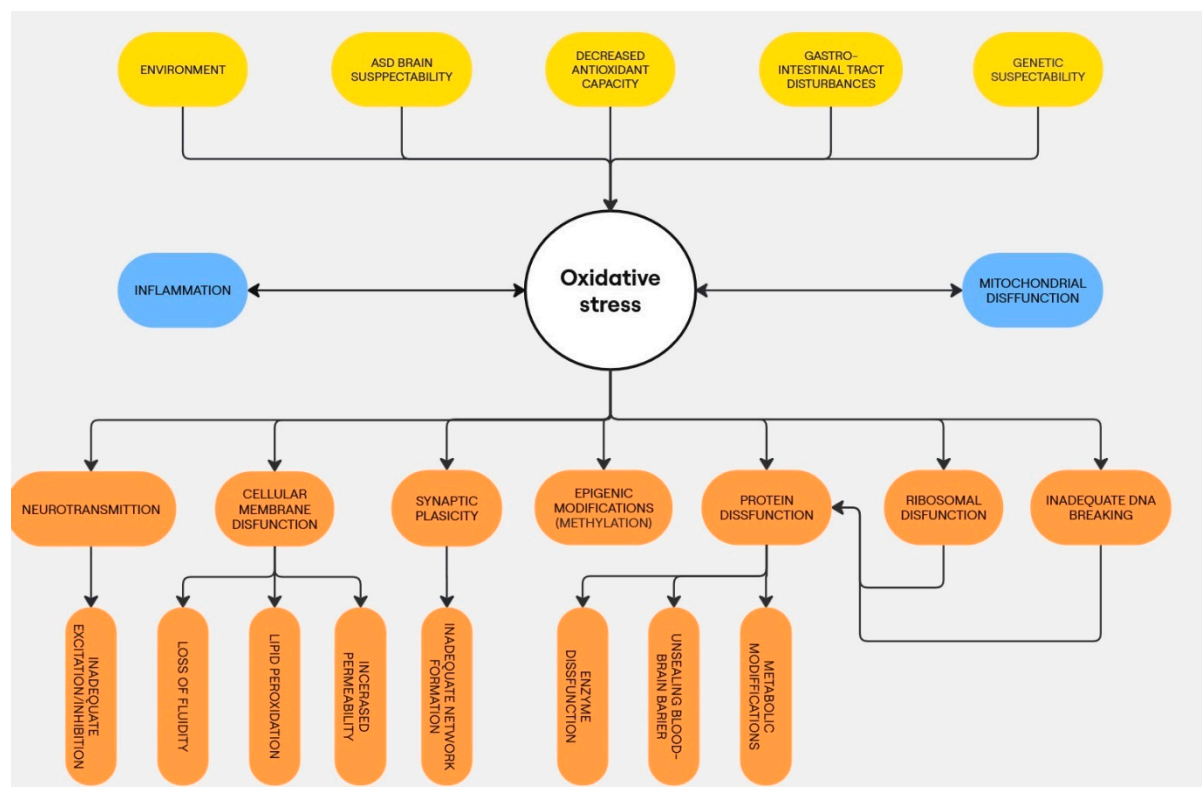 ENVIRONMENT
ASD BRAIN
SUSPPECTABILITY
DECREASED
ANTIOXIDANT
CAPACITY
GASTRO-
INTESTINAL TRACT
DISTURBANCES
GENETIC
SUSPECTABILITY
INFLAMMATION
Oxidative
stress
MITOCHONDRIAL
DISFFUNCTION
NEUROTRANSMITTION
CELLULAR
MEMBRANE
DISFUNCTION
SYNAPTIC
PLASICITY
EPIGENIC
MODIFICATIONS
(METHYLATION)
PROTEIN
DISSFUNCTION
RIBOSOMAL
DISFUNCTION
INADEQUATE DNA
BREAKING
INADEQUATE
EXCITATION/INHIBITION
LOSS OF FLUIDITY
LIPID PEROXIDATION
INCERASED
PERMEABILITY
INADEQUATE NETWORK
FORMATION
ENZYME
DISSFUNCTION
UNSEALING BLOOD-
BRAIN BARIER
METABOLIC
MODIFFICATIONS